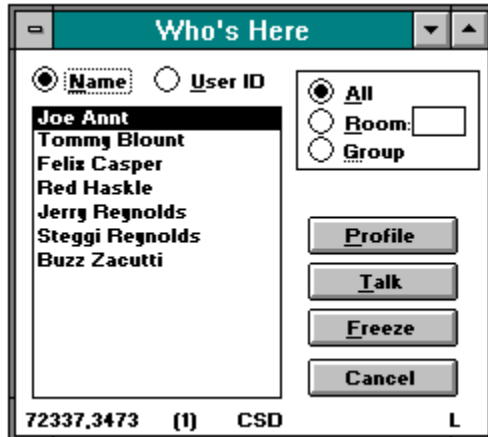 Who's Here
Name User ID
All
Room:
Group
Joe Annt
Tommy Blount
Felix Casper
Red Haskle
Jerry Reynolds
Steggi Reynolds
Buzz Zacutti
Profile
Talk
Freeze
Cancel
72337,3473 (1) CSD L